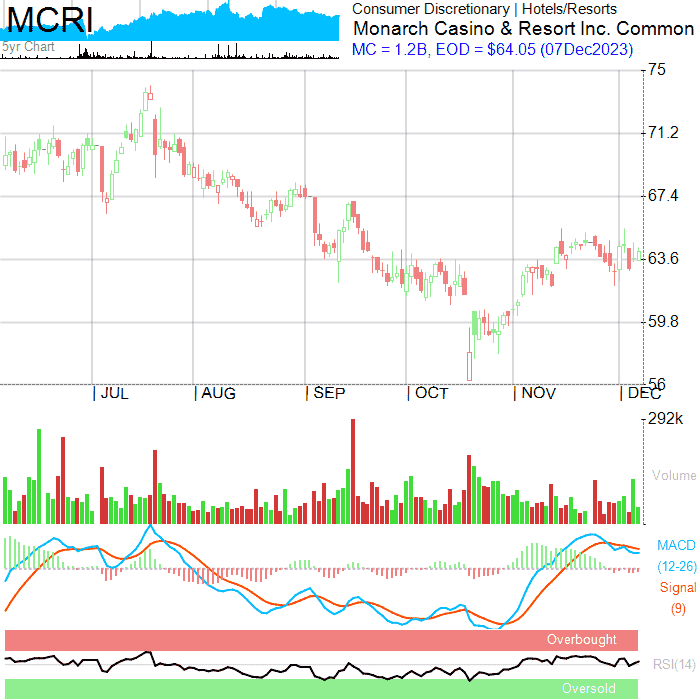 MCRI
Consumer Discretionary | Hotels/Resorts
Monarch Casino & Resort Inc. Common
5yr Chart
MC = 1.2B, EOD = $64.05 (07Dec2023)
75
71.2
67.4
63.6
59.8
56
| JUL | AUG | SEP | OCT | NOV | DEC
292k
Volume
MACD
(12-26)
Signal
(9)
Overbought
RSI(14)
Oversold